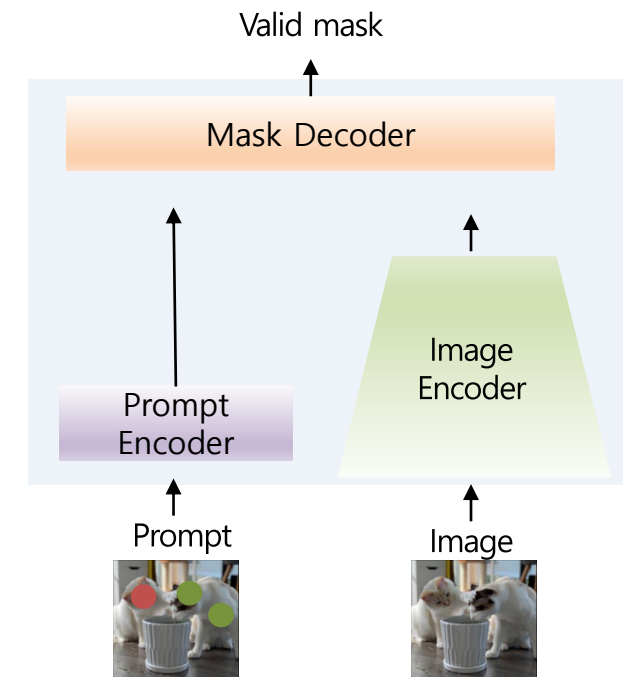 Valid mask
Mask Decoder
Prompt
Encoder
Image
Encoder
Prompt
Image